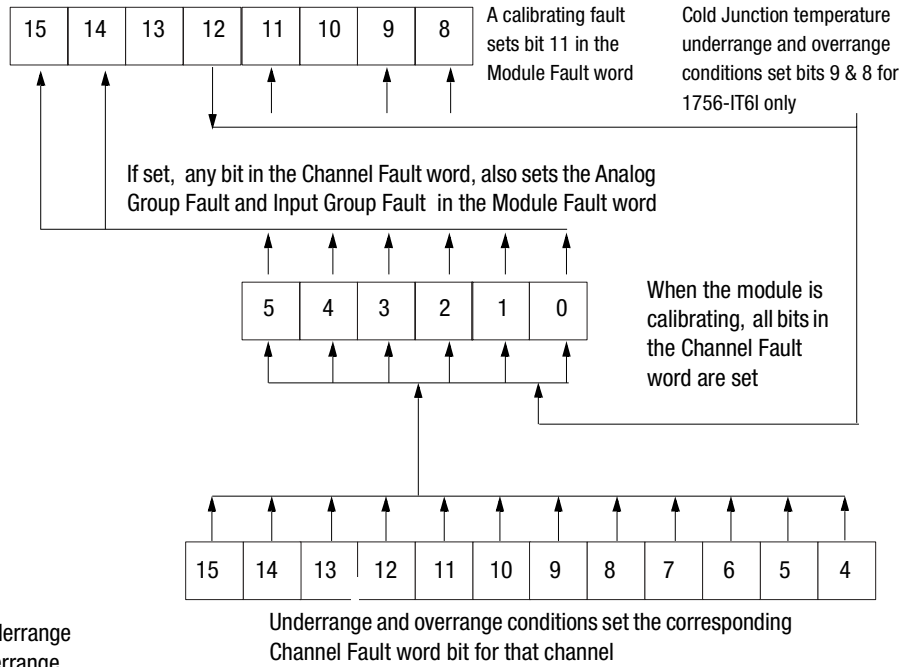 15 14 13 12 11 10 9 8
A calibrating fault
sets bit 11 in the
Module Fault word
Cold Junction temperature
underrange and overrange
conditions set bits 9 & 8 for
1756-IT6I only
If set, any bit in the Channel Fault word, also sets the Analog
Group Fault and Input Group Fault in the Module Fault word
5 4 3 2 1 0
When the module is
calibrating, all bits in
the Channel Fault
word are set
15 14 13 12 11 10 9 8 7 6 5 4
Underrange and overrange conditions set the corresponding
Channel Fault word bit for that channel